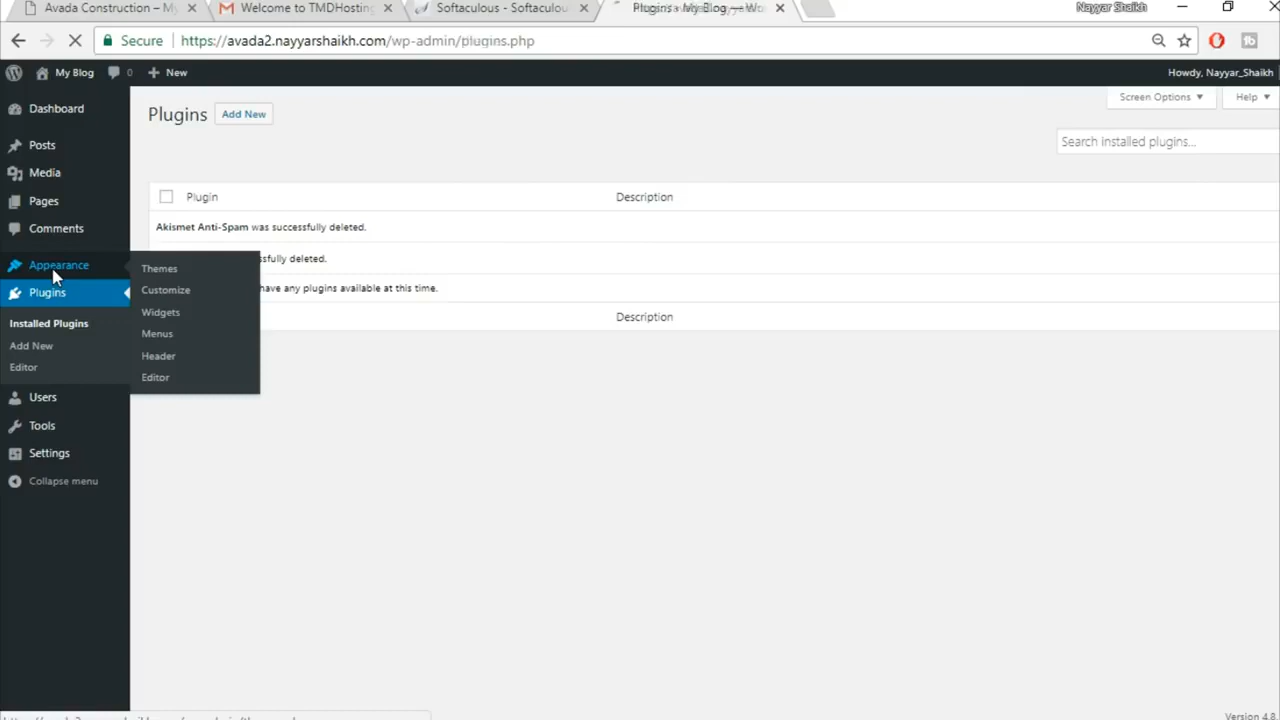 Avada Construction – My
Welcome to TMDHosting
Softaculous - Softaculou
Plugins ‹ My Blog — Wo
Nayyar Shaikh
Secure
https://avada2.nayyarshaikh.com/wp-admin/plugins.php
My Blog
0
New
Howdy, Nayyar_Shaikh
Dashboard
Posts
Media
Pages
Comments
Appearance
Plugins
Installed Plugins
Add New
Editor
Users
Tools
Settings
Collapse menu
Themes
Customize
Widgets
Menus
Header
Editor
Plugins
Add New
Screen Options
Help
Search installed plugins...
Plugin
Description
Akismet Anti-Spam was successfully deleted.
deleted.
have any plugins available at this time.
Description
Version 4.8